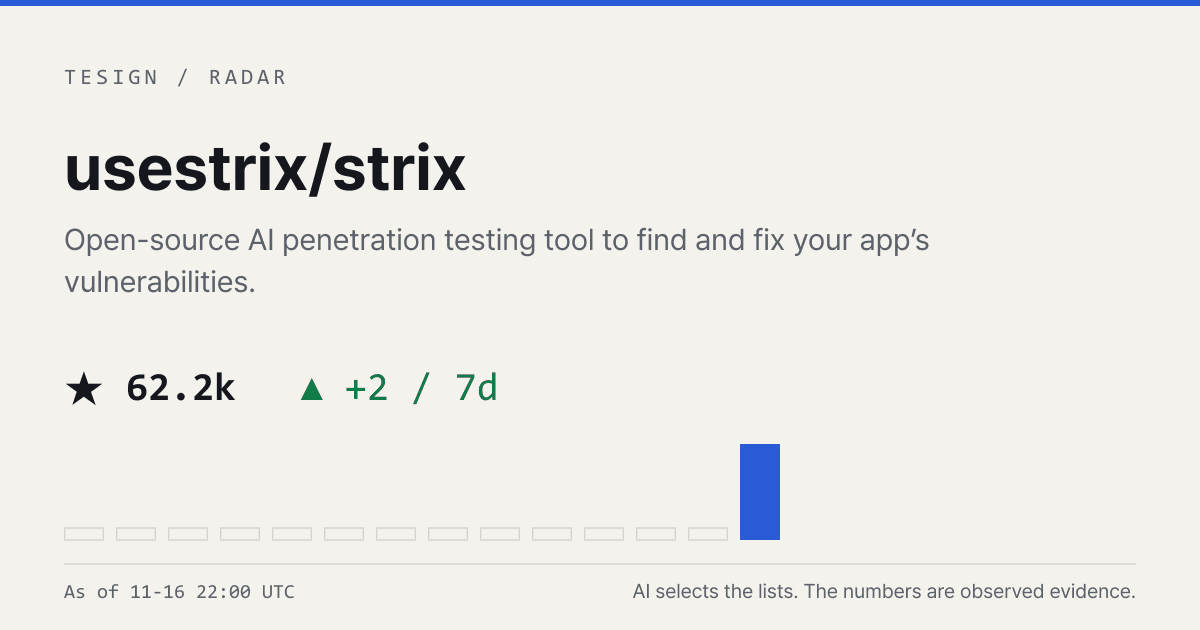 TESIGN / RADAR
usestrix/strix
Open-source AI penetration testing tool to find and fix your app’s
vulnerabilities.
★ 62.2k ▲ +2 / 7d
As of 11-16 22:00 UTC
AI selects the lists. The numbers are observed evidence.